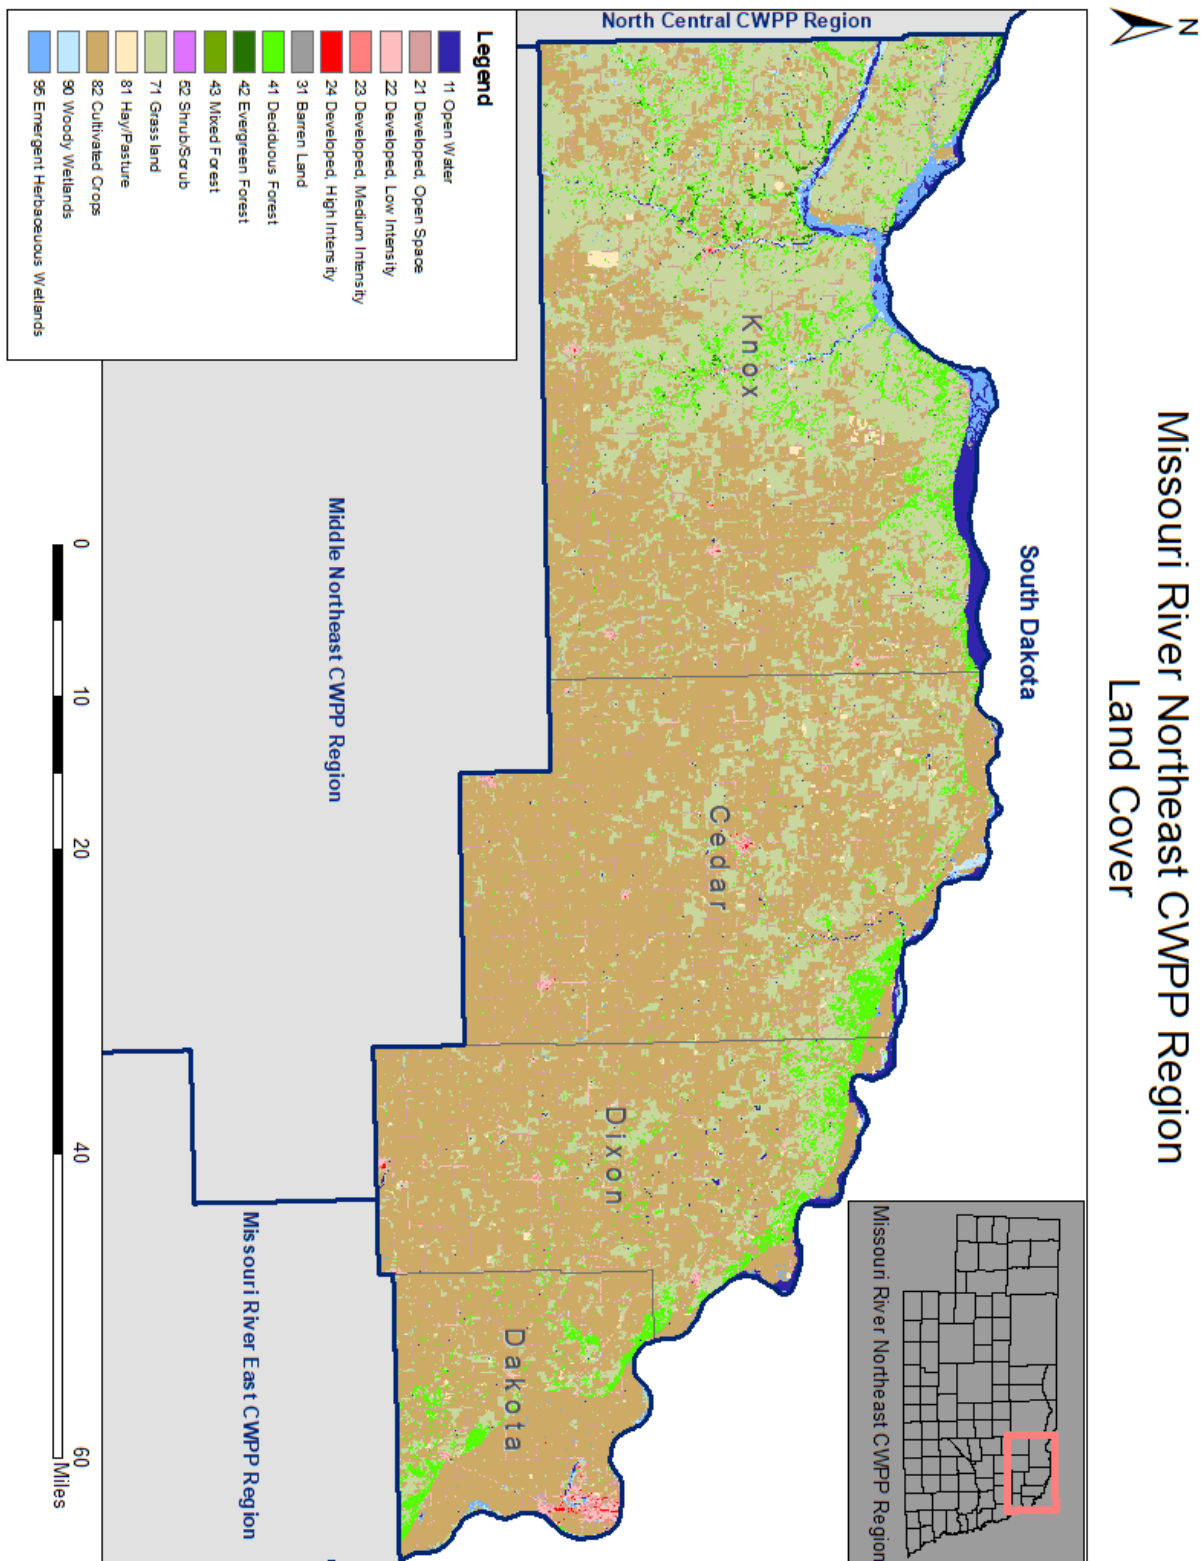 Missouri River Northeast CWPP Region
Land Cover
N
North Central CWPP Region
South Dakota
Knox
Cedar
Dixon
Dakota
Middle Northeast CWPP Region
Missouri River East CWPP Region
Missouri River Northeast CWPP Region
Legend
11 Open Water
21 Developed, Open Space
22 Developed, Low Intensity
23 Developed, Medium Intensity
24 Developed, High Intensity
31 Barren Land
41 Deciduous Forest
42 Evergreen Forest
43 Mixed Forest
52 Shrub/Scrub
71 Grassland
81 Hay/Pasture
82 Cultivated Crops
90 Woody Wetlands
95 Emergent Herbaceuous Wetlands
0 10 20 40 60
Miles